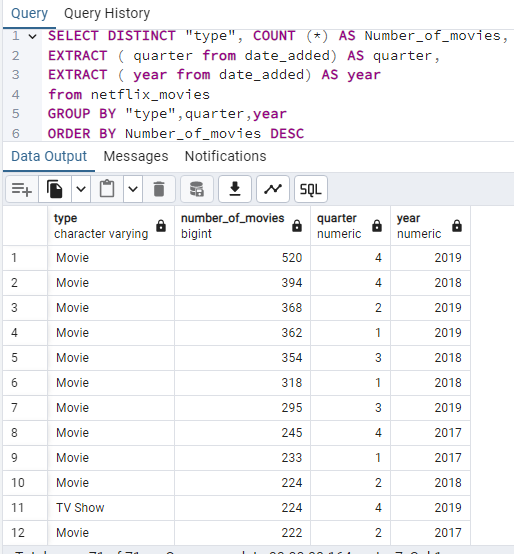 Query Query History
1 SELECT DISTINCT "type", COUNT (*) AS Number_of_movies,
2 EXTRACT ( quarter from date_added) AS quarter,
3 EXTRACT ( year from date_added) AS year
4 from netflix_movies
5 GROUP BY "type",quarter,year
6 ORDER BY Number_of_movies DESC
Data Output Messages Notifications
SQL
type number_of_movies quarter year
character varying bigint numeric numeric
1 Movie 520 4 2019
2 Movie 394 4 2018
3 Movie 368 2 2019
4 Movie 362 1 2019
5 Movie 354 3 2018
6 Movie 318 1 2018
7 Movie 295 3 2019
8 Movie 245 4 2017
9 Movie 233 1 2017
10 Movie 224 2 2018
11 TV Show 224 4 2019
12 Movie 222 2 2017